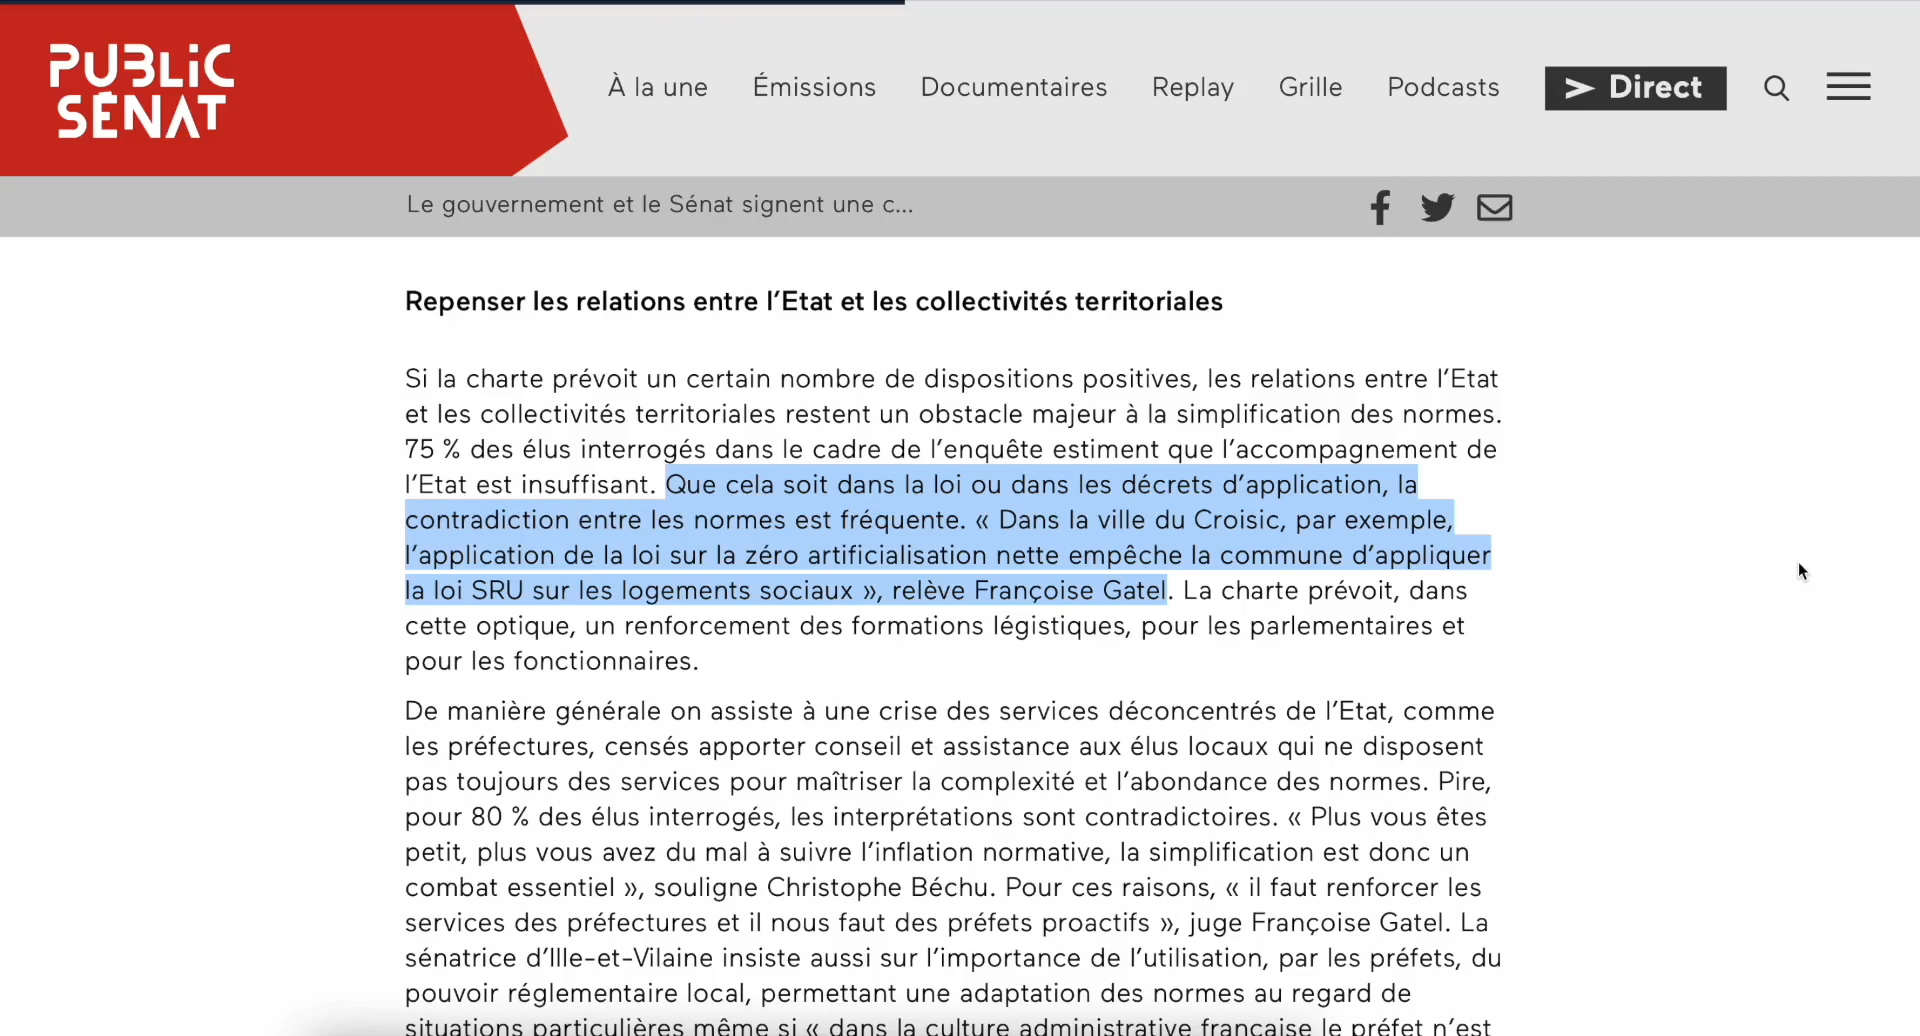 PUBLIC
SÉNAT
À la une Émissions Documentaires Replay Grille Podcasts Direct
Le gouvernement et le Sénat signent une c...
Repenser les relations entre l’Etat et les collectivités territoriales
Si la charte prévoit un certain nombre de dispositions positives, les relations entre l’Etat
et les collectivités territoriales restent un obstacle majeur à la simplification des normes.
75 % des élus interrogés dans le cadre de l’enquête estiment que l’accompagnement de
l’Etat est insuffisant. Que cela soit dans la loi ou dans les décrets d’application, la
contradiction entre les normes est fréquente. « Dans la ville du Croisic, par exemple,
l’application de la loi sur la zéro artificialisation nette empêche la commune d’appliquer
la loi SRU sur les logements sociaux », relève Françoise Gatel. La charte prévoit, dans
cette optique, un renforcement des formations légistiques, pour les parlementaires et
pour les fonctionnaires.
De manière générale on assiste à une crise des services déconcentrés de l’Etat, comme
les préfectures, censés apporter conseil et assistance aux élus locaux qui ne disposent
pas toujours des services pour maîtriser la complexité et l’abondance des normes. Pire,
pour 80 % des élus interrogés, les interprétations sont contradictoires. « Plus vous êtes
petit, plus vous avez du mal à suivre l’inflation normative, la simplification est donc un
combat essentiel », souligne Christophe Béchu. Pour ces raisons, « il faut renforcer les
services des préfectures et il nous faut des préfets proactifs », juge Françoise Gatel. La
sénatrice d’Ille-et-Vilaine insiste aussi sur l’importance de l’utilisation, par les préfets, du
pouvoir réglementaire local, permettant une adaptation des normes au regard de
situations particulières même si « dans la culture administrative française le préfet n’est